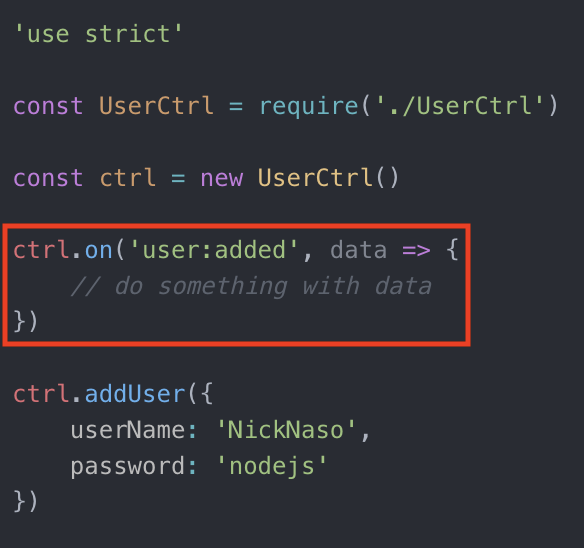 'use strict'
const UserCtrl = require('./UserCtrl')
const ctrl = new UserCtrl()
ctrl.on('user:added', data => {
    // do something with data
})
ctrl.addUser({
    userName: 'NickNaso',
    password: 'nodejs'
})